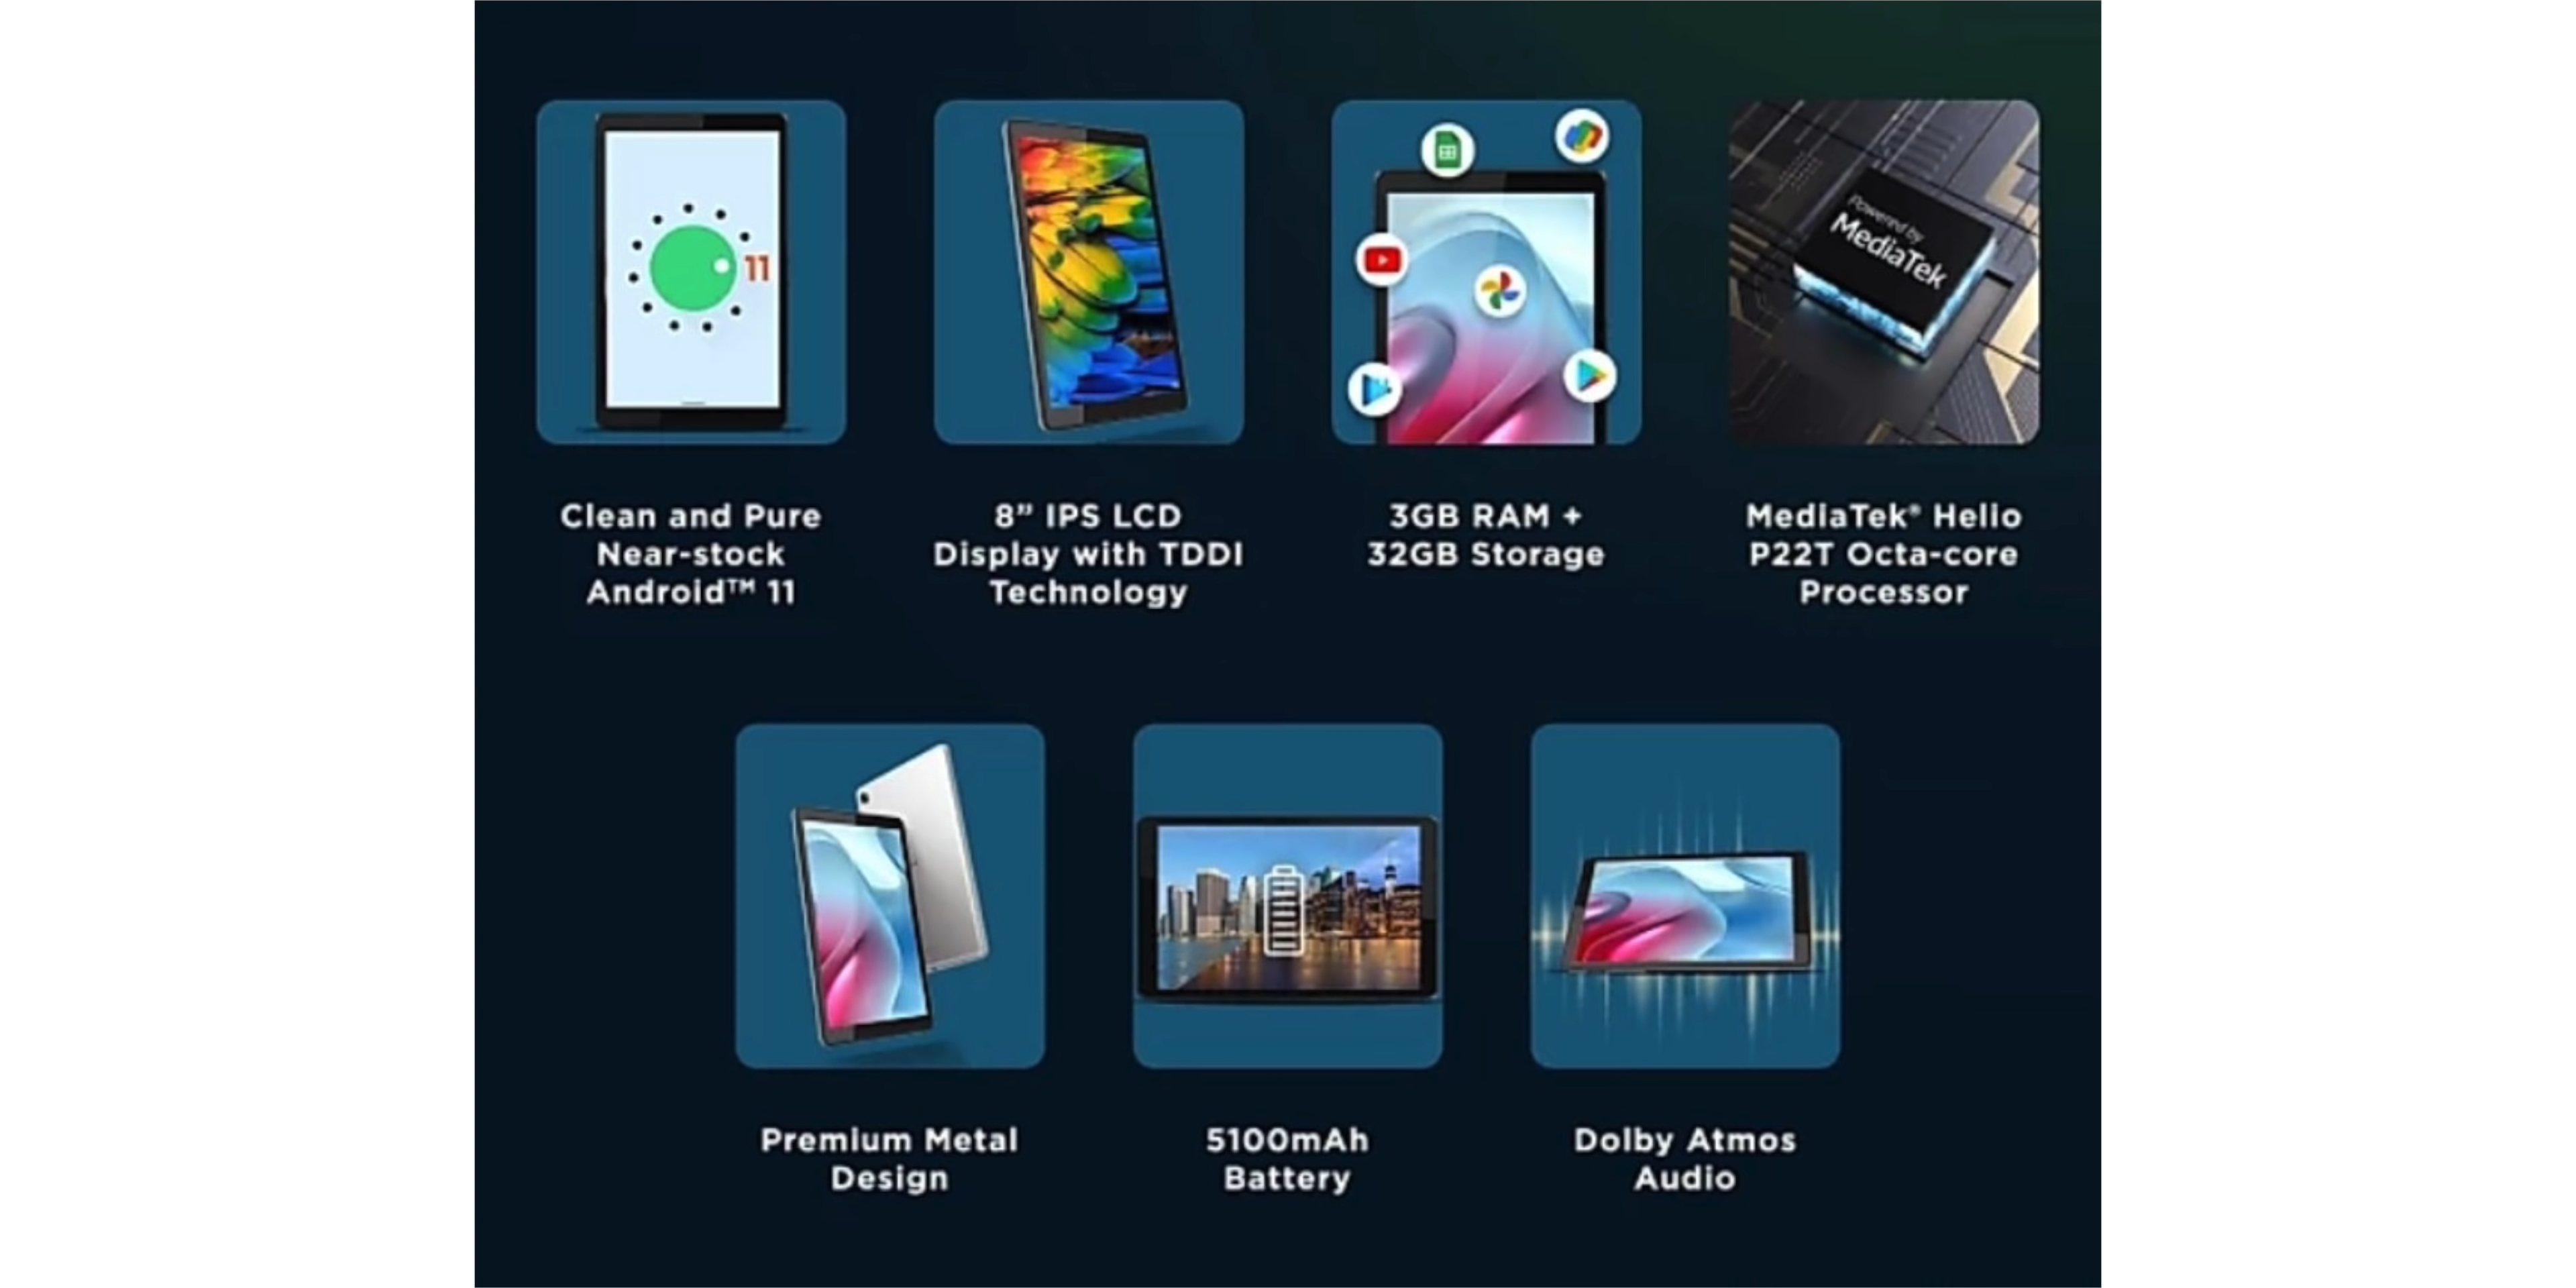 11
Powered by
MediaTek
Clean and Pure
Near-stock
Android™ 11
8” IPS LCD
Display with TDDI
Technology
3GB RAM +
32GB Storage
MediaTek® Helio
P22T Octa-core
Processor
Premium Metal
Design
5100mAh
Battery
Dolby Atmos
Audio